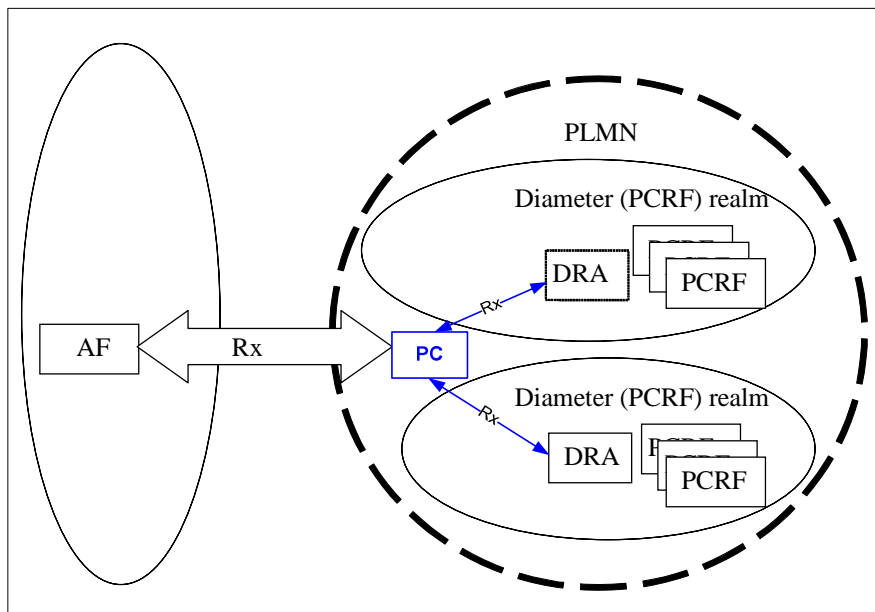 PLMN
Diameter (PCRF) realm
DRA
PCRF
Rx
AF
Rx
PC
Rx
Diameter (PCRF) realm
DRA
PCRF